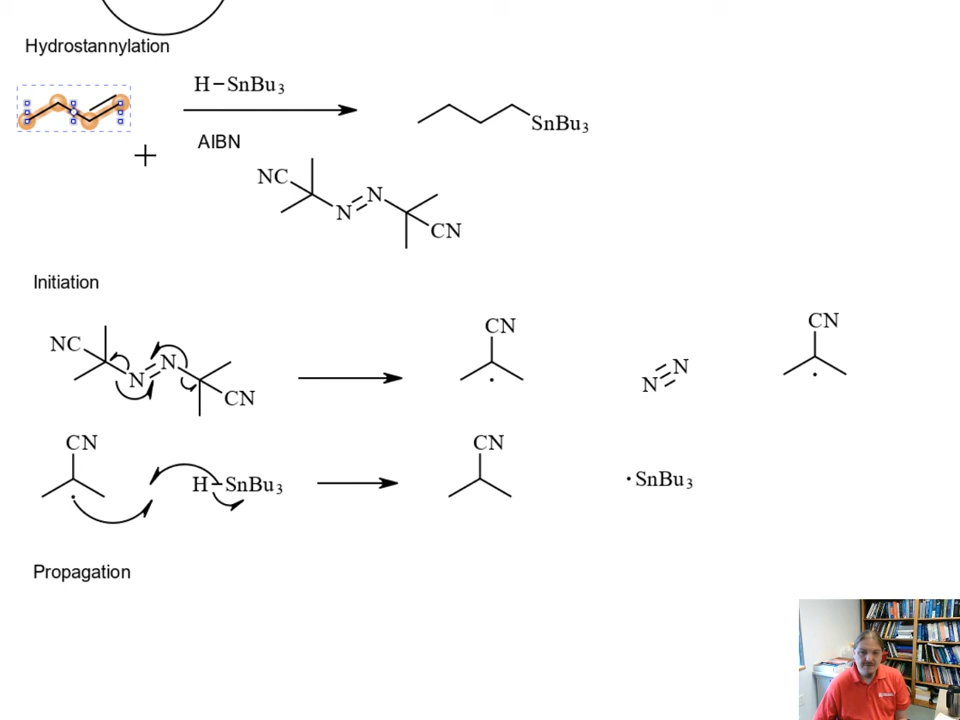 Hydrostannylation
H–SnBu3
SnBu3
AIBN
+
NC
N=N
CN
Initiation
NC
N=N
CN
CN
•
N≡N
CN
•
CN
•
H–SnBu3
CN
•SnBu3
Propagation